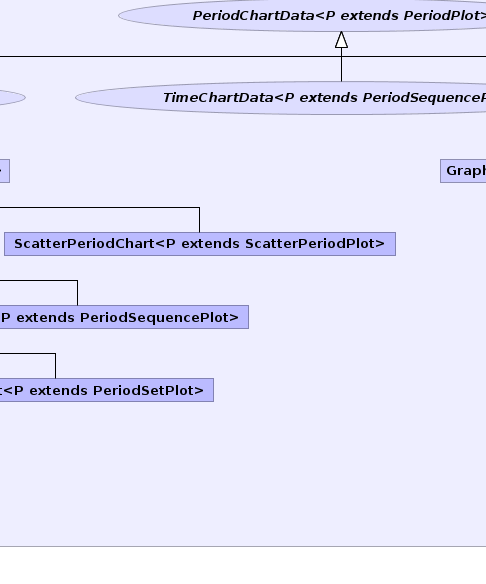 PeriodChartData<P extends PeriodPlot>
TimeChartData<P extends PeriodSequenceP
>
Graph
ScatterPeriodChart<P extends ScatterPeriodPlot>
P extends PeriodSequencePlot>
t<P extends PeriodSetPlot>